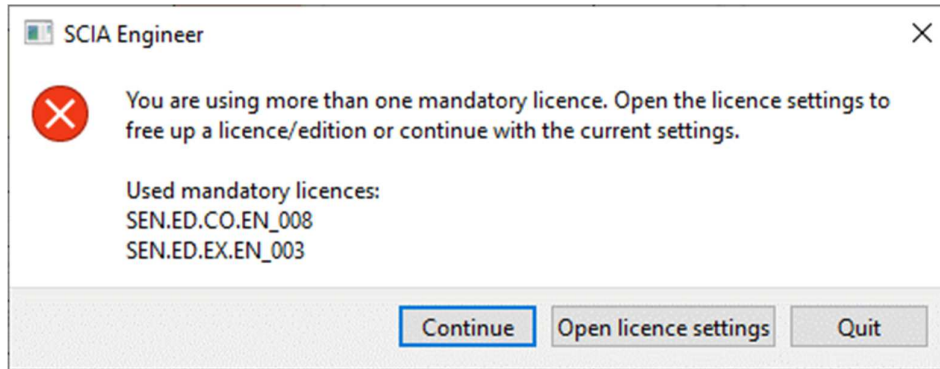 SCIA Engineer
You are using more than one mandatory licence. Open the licence settings to
free up a licence/edition or continue with the current settings.
Used mandatory licences:
SEN.ED.CO.EN_008
SEN.ED.EX.EN_003
Continue
Open licence settings
Quit